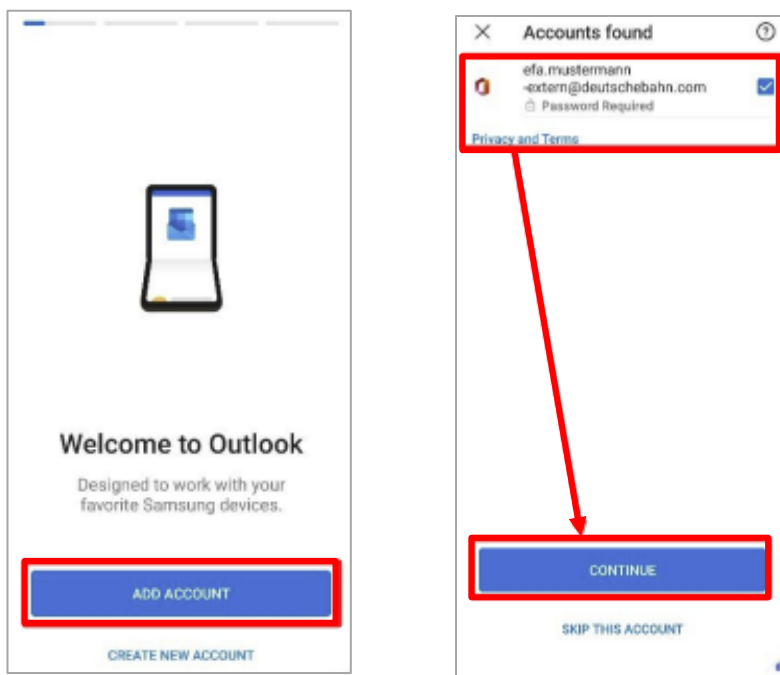 Welcome to Outlook
Designed to work with your
favorite Samsung devices.
ADD ACCOUNT
CREATE NEW ACCOUNT
Accounts found
efa.mustermann
-extern@deutschebahn.com
Password Required
Privacy and Terms
CONTINUE
SKIP THIS ACCOUNT